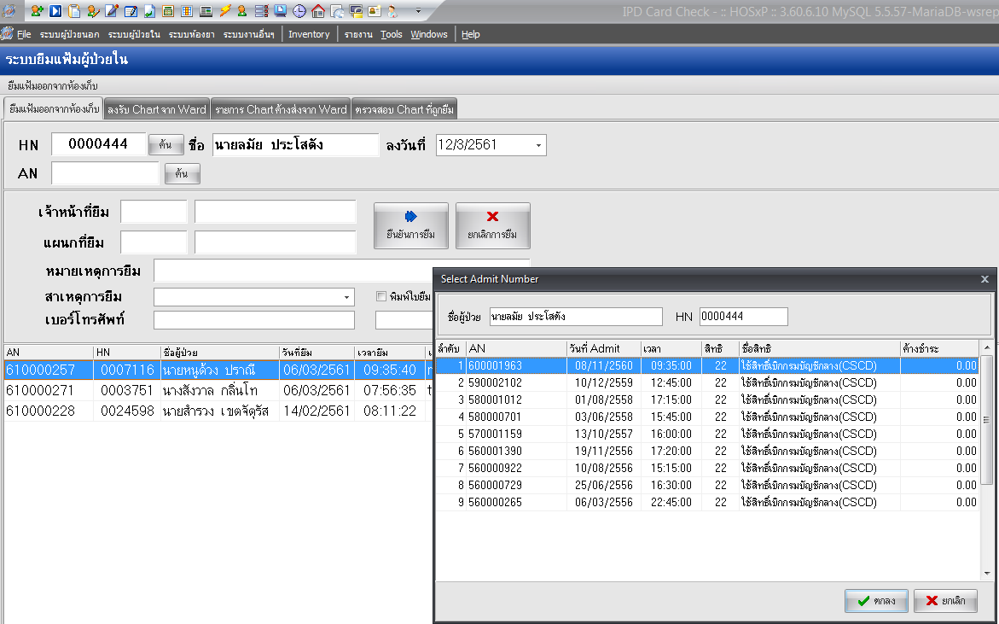 IPD Card Check - :: HOSxP :: 3.60.6.10 MySQL 5.5.57-MariaDB-wsrep
File ระบบผู้ป่วยนอก ระบบผู้ป่วยใน ระบบห้องยา ระบบงานอื่นๆ Inventory รายงาน Tools Windows Help
ระบบยืมแฟ้มผู้ป่วยใน
ยืมแฟ้มออกจากห้องเก็บ
ยืมแฟ้มออกจากห้องเก็บ ลงรับ Chart จาก Ward รายการ Chart ค้างส่งจาก Ward ตรวจสอบ Chart ที่ถูกยืม
HN 0000444 ค้น ชื่อ นายลมัย ประโสตัง ลงวันที่ 12/3/2561
AN ค้น
เจ้าหน้าที่ยืม
แผนกที่ยืม
ยืนยันการยืม ยกเลิกการยืม
หมายเหตุการยืม
สาเหตุการยืม พิมพ์ใบยืม
เบอร์โทรศัพท์
AN HN ชื่อผู้ป่วย วันที่ยืม เวลายืม
610000257 0007116 นายหนูด้วง ปราณี 06/03/2561 09:35:40
610000271 0003751 นางสังวาล กลิ่นโท 06/03/2561 07:56:35
610000228 0024598 นายสำรวง เขตจัตุรัส 14/02/2561 08:11:22
Select Admit Number
ชื่อผู้ป่วย นายลมัย ประโสตัง HN 0000444
ลำดับ AN วันที่ Admit เวลา สิทธิ ชื่อสิทธิ ค้างชำระ
1 600001963 08/11/2560 09:35:00 22 ใช้สิทธิ์เบิกกรมบัญชีกลาง(CSCD) 0.00
2 590002102 10/12/2559 12:45:00 22 ใช้สิทธิ์เบิกกรมบัญชีกลาง(CSCD) 0.00
3 580001012 01/08/2558 17:15:00 22 ใช้สิทธิ์เบิกกรมบัญชีกลาง(CSCD) 0.00
4 580000701 03/06/2558 15:45:00 22 ใช้สิทธิ์เบิกกรมบัญชีกลาง(CSCD) 0.00
5 570001159 13/10/2557 16:00:00 22 ใช้สิทธิ์เบิกกรมบัญชีกลาง(CSCD) 0.00
6 560001390 19/11/2556 17:20:00 22 ใช้สิทธิ์เบิกกรมบัญชีกลาง(CSCD) 0.00
7 560000922 10/08/2556 15:15:00 22 ใช้สิทธิ์เบิกกรมบัญชีกลาง(CSCD) 0.00
8 560000729 25/06/2556 16:30:00 22 ใช้สิทธิ์เบิกกรมบัญชีกลาง(CSCD) 0.00
9 560000265 06/03/2556 22:45:00 22 ใช้สิทธิ์เบิกกรมบัญชีกลาง(CSCD) 0.00
ตกลง ยกเลิก